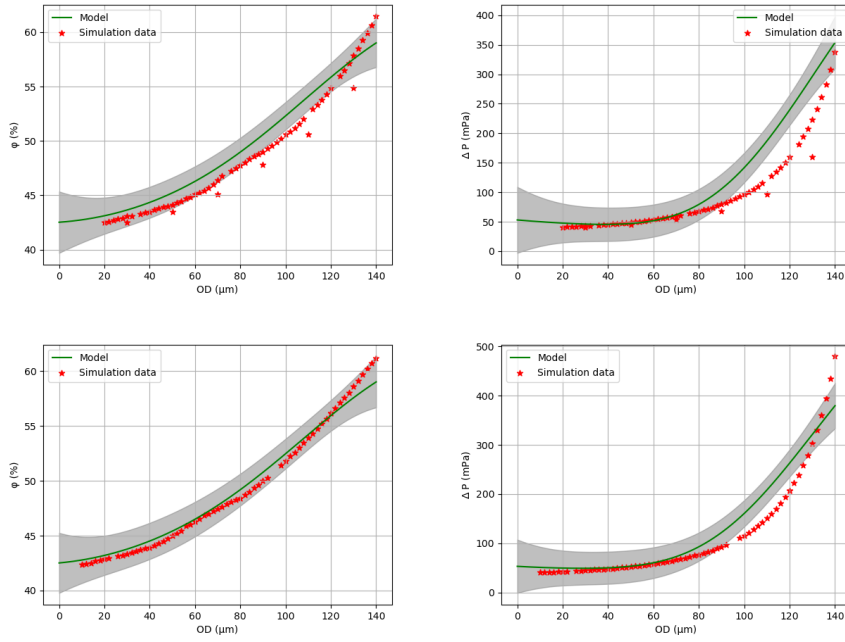 Model
Simulation data
φ (%)
60
55
50
45
40
0 20 40 60 80 100 120 140
OD (μm)
Model
Simulation data
Δ P (mPa)
400
350
300
250
200
150
100
50
0
0 20 40 60 80 100 120 140
OD (μm)
Model
Simulation data
φ (%)
60
55
50
45
40
0 20 40 60 80 100 120 140
OD (μm)
Model
Simulation data
Δ P (mPa)
500
400
300
200
100
0
0 20 40 60 80 100 120 140
OD (μm)